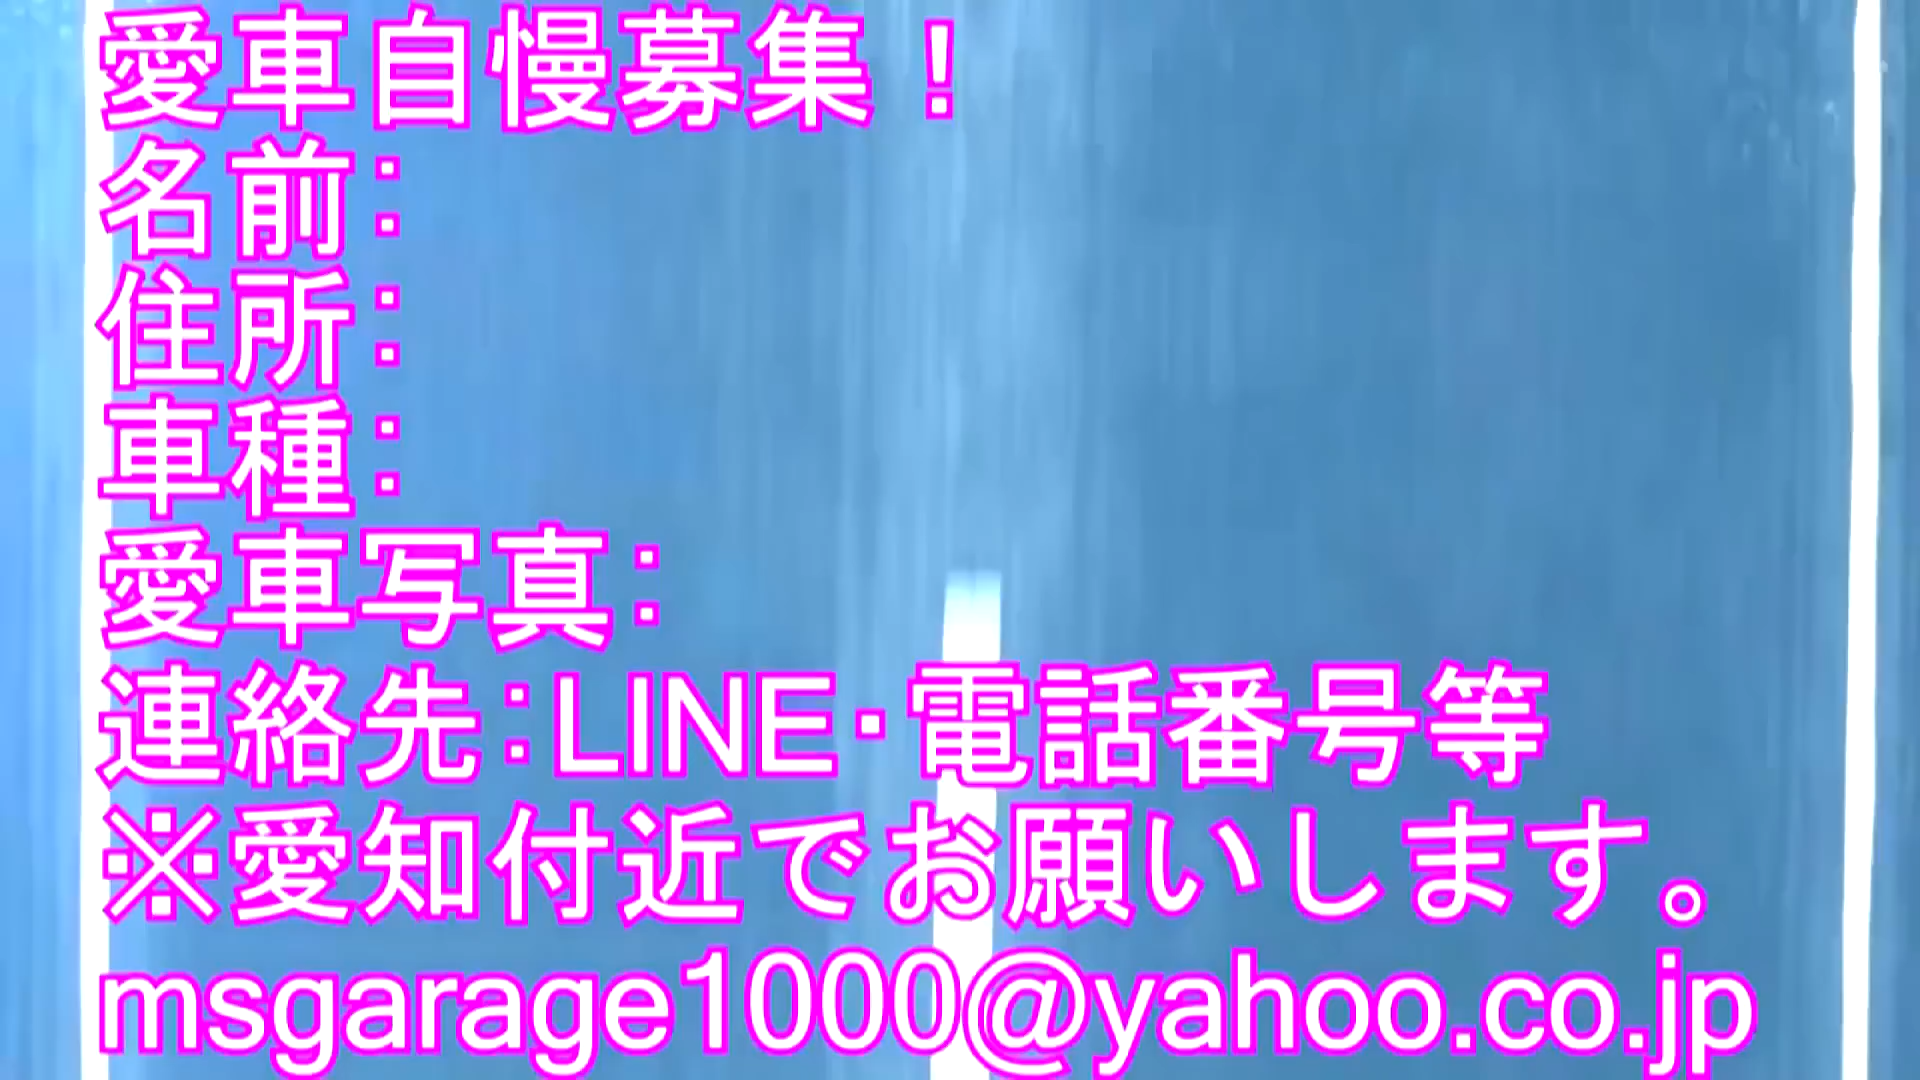 愛車自慢募集！
名前：
住所：
車種：
愛車写真：
連絡先：LINE・電話番号等
※愛知付近でお願いします。
msgarage1000@yahoo.co.jp